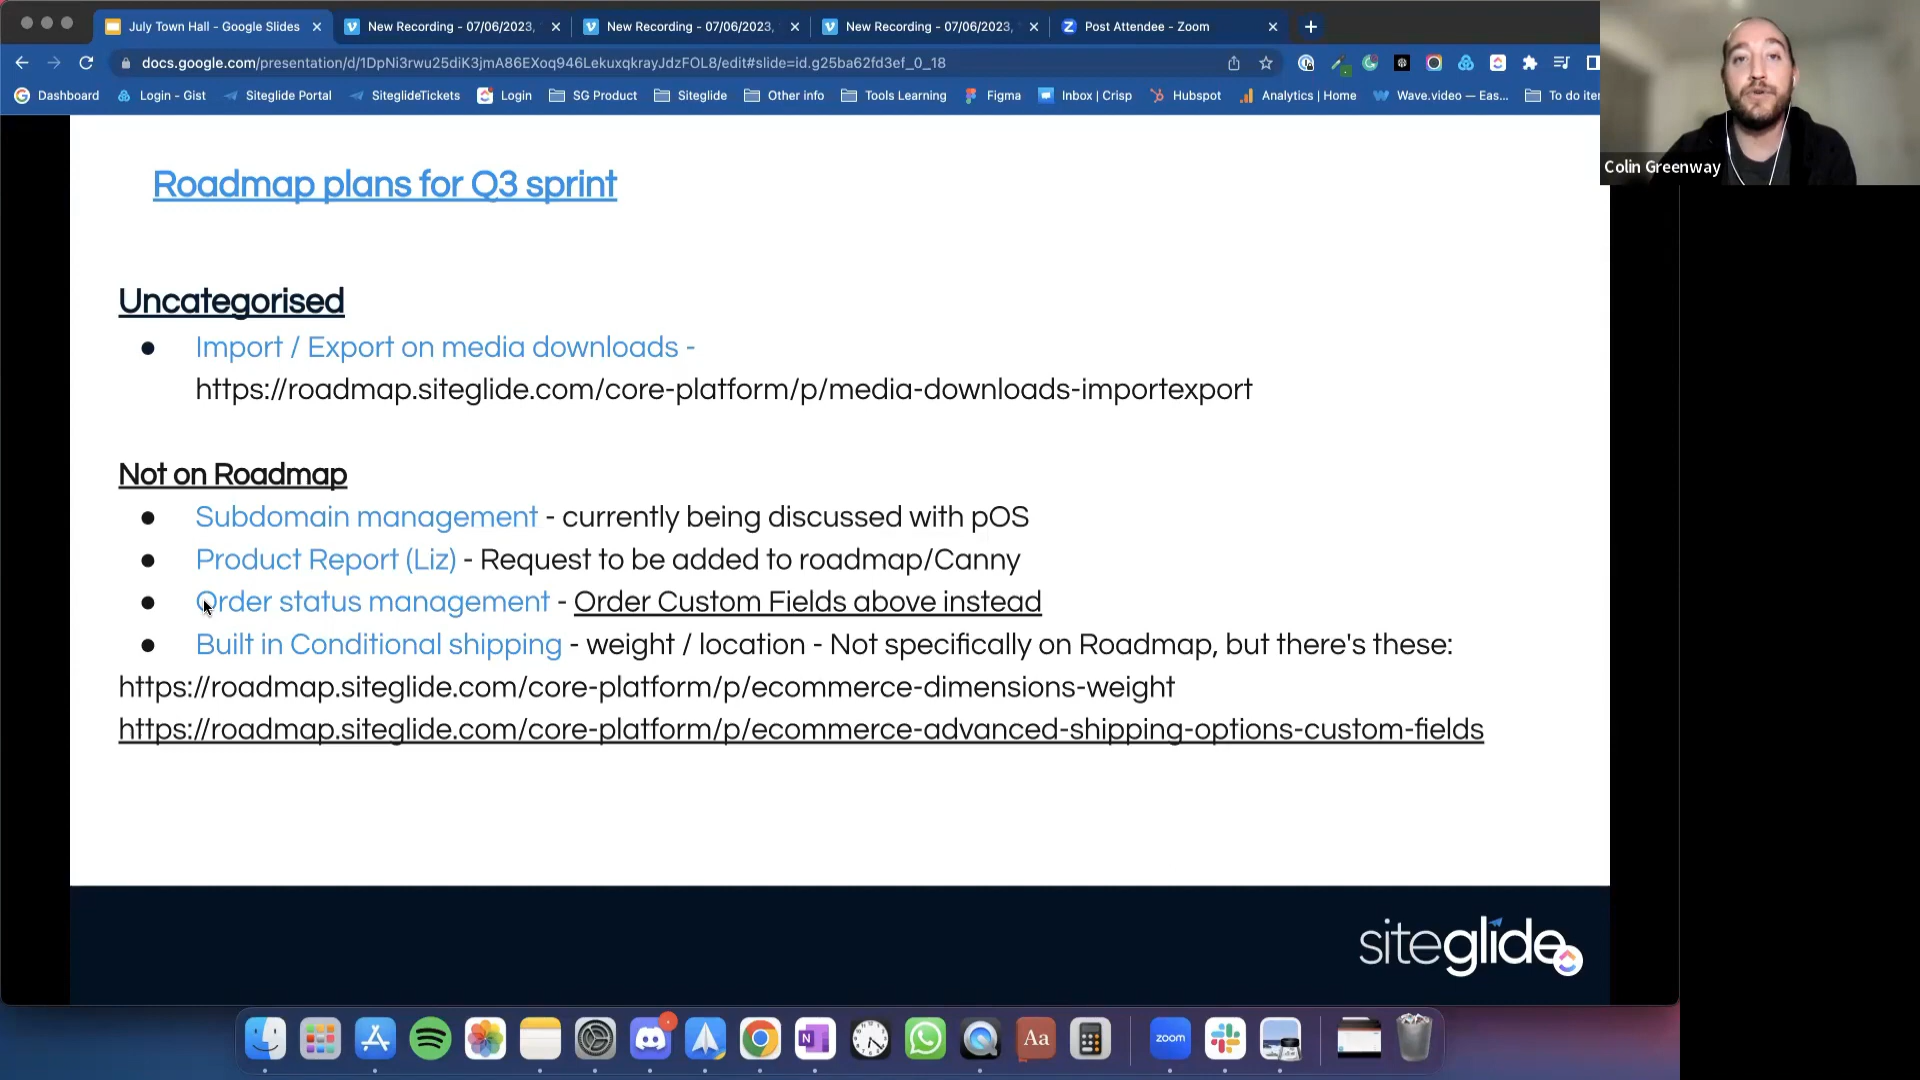 July Town Hall - Google Slides
New Recording - 07/06/2023,
New Recording - 07/06/2023,
New Recording - 07/06/2023,
Post Attendee - Zoom
docs.google.com/presentation/d/1DpNi3rwu25diK3jmA86EXoq946LekuxqkrayJdzFOL8/edit#slide=id.g25ba62fd3ef_0_18
Dashboard
Login - Gist
Siteglide Portal
SiteglideTickets
Login
SG Product
Siteglide
Other info
Tools Learning
Figma
Inbox | Crisp
Hubspot
Analytics | Home
Wave.video — Eas...
To do iter
Colin Greenway
Roadmap plans for Q3 sprint
Uncategorised
● Import / Export on media downloads -
https://roadmap.siteglide.com/core-platform/p/media-downloads-importexport
Not on Roadmap
● Subdomain management - currently being discussed with pOS
● Product Report (Liz) - Request to be added to roadmap/Canny
● Order status management - Order Custom Fields above instead
● Built in Conditional shipping - weight / location - Not specifically on Roadmap, but there's these:
https://roadmap.siteglide.com/core-platform/p/ecommerce-dimensions-weight
https://roadmap.siteglide.com/core-platform/p/ecommerce-advanced-shipping-options-custom-fields
siteglide
N
Aa
zoom